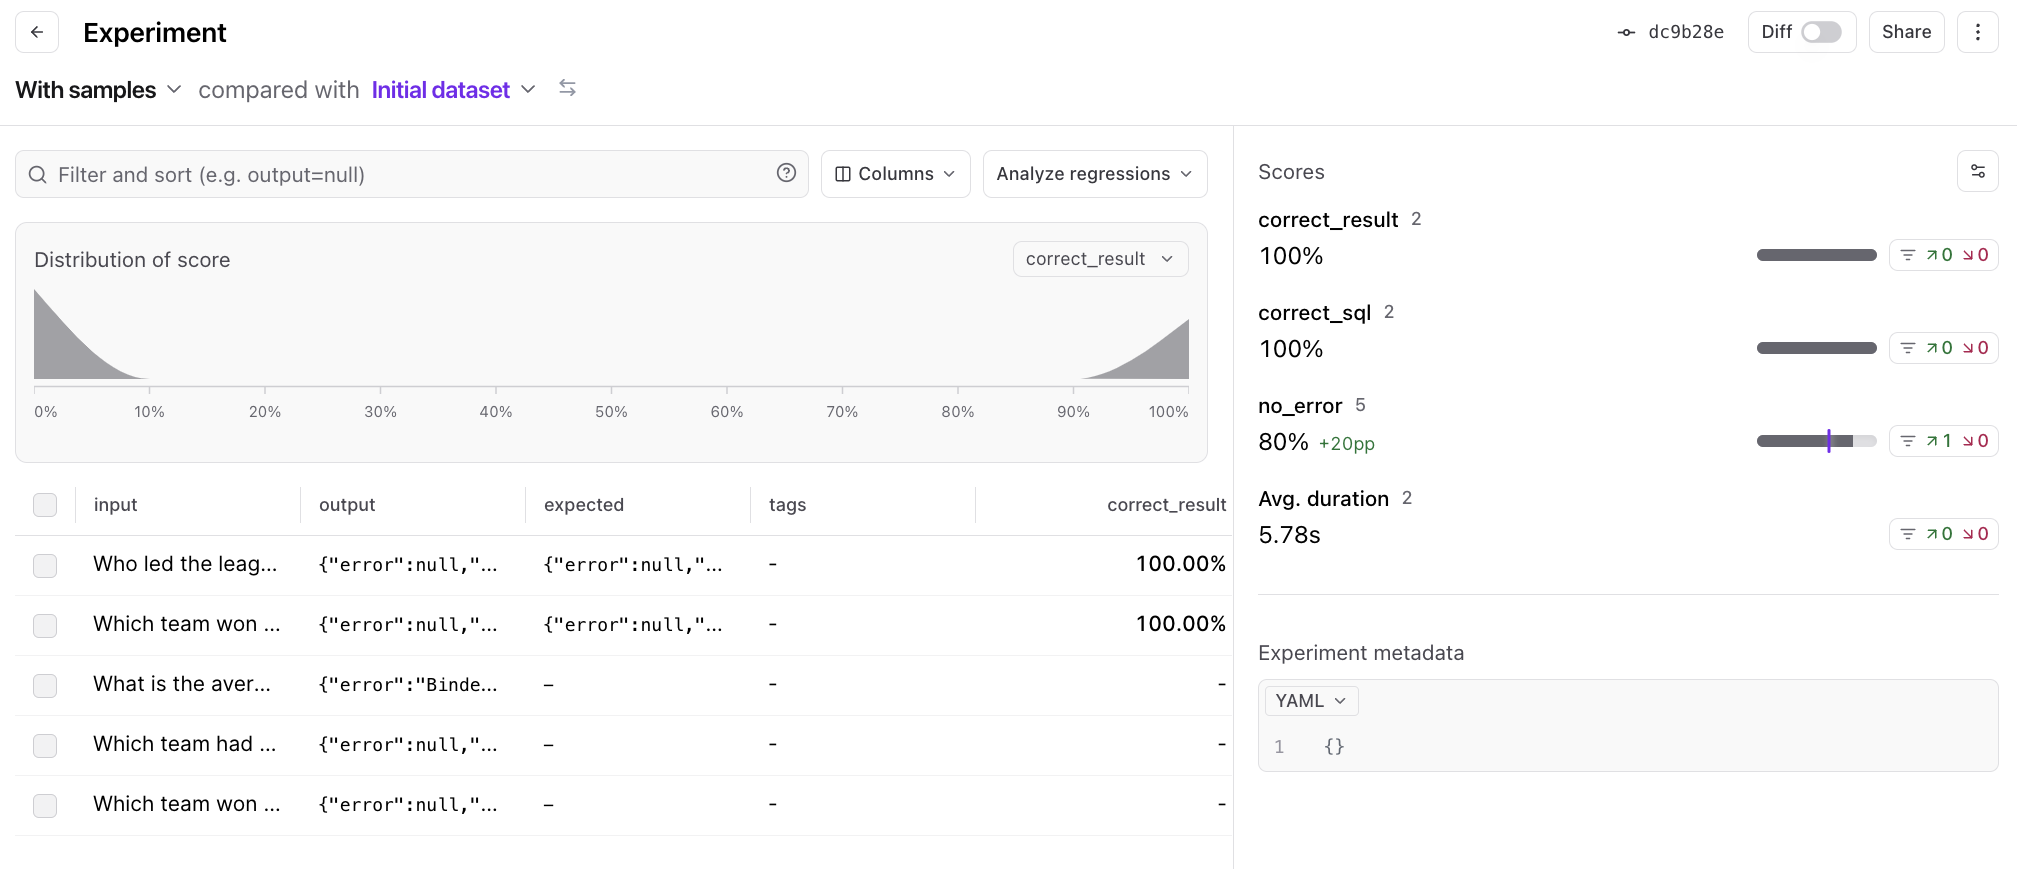 Experiment
dc9b28e
Diff
Share
With samples compared with Initial dataset
Filter and sort (e.g. output=null)
Columns
Analyze regressions
Distribution of score
correct_result
0% 10% 20% 30% 40% 50% 60% 70% 80% 90% 100%
input output expected tags correct_result
Who led the leag... {"error":null,"... {"error":null,"... - 100.00%
Which team won ... {"error":null,"... {"error":null,"... - 100.00%
What is the aver... {"error":"Binde... – - -
Which team had ... {"error":null,"... – - -
Which team won ... {"error":null,"... – - -
Scores
correct_result 2
100% 0 0
correct_sql 2
100% 0 0
no_error 5
80% +20pp 1 0
Avg. duration 2
5.78s 0 0
Experiment metadata
YAML
1 {}